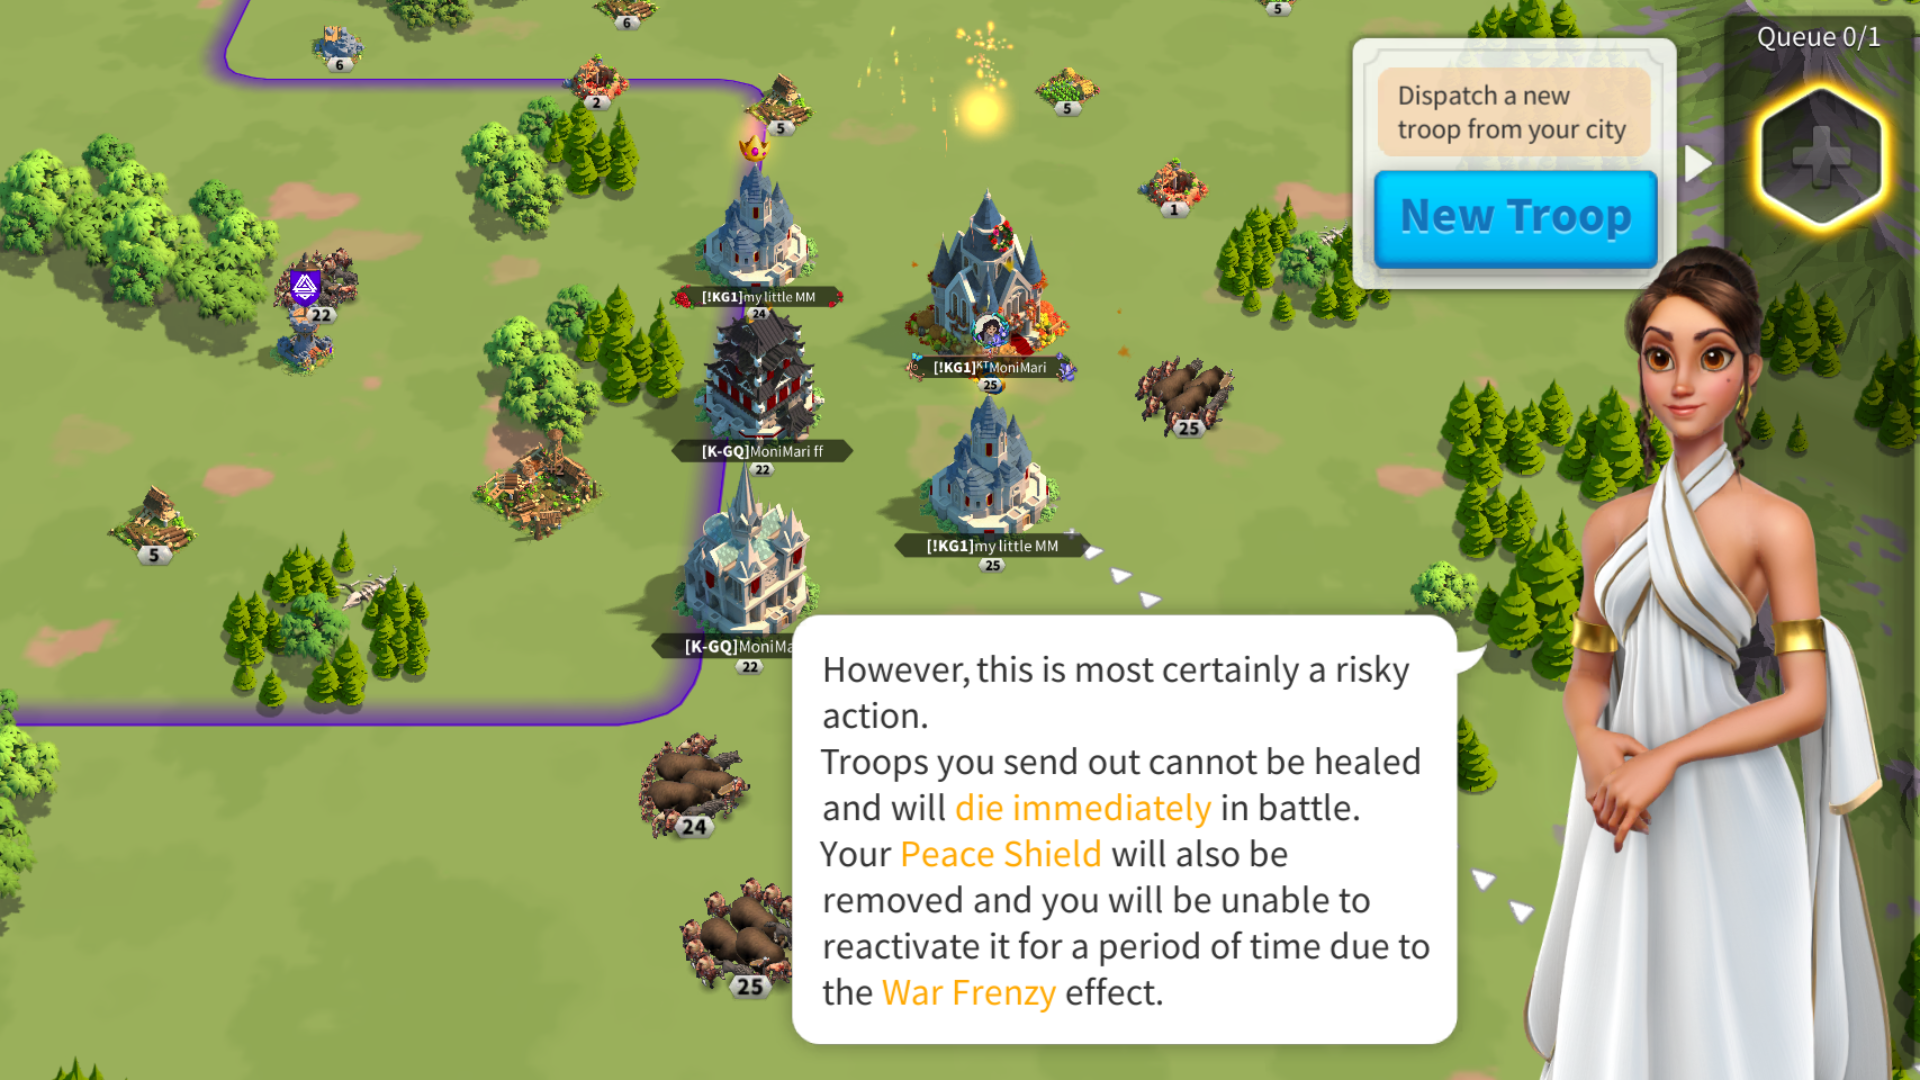 Queue 0/1
Dispatch a new
troop from your city
New Troop
6
6
5
2
5
5
1
22
[!KG1]my little MM
24
[!KG1]ᴷᵀMoniMari
25
25
[K-GQ]MoniMari ff
22
5
[!KG1]my little MM
25
[K-GQ]MoniMa
22
24
25
However, this is most certainly a risky
action.
Troops you send out cannot be healed
and will die immediately in battle.
Your Peace Shield will also be
removed and you will be unable to
reactivate it for a period of time due to
the War Frenzy effect.